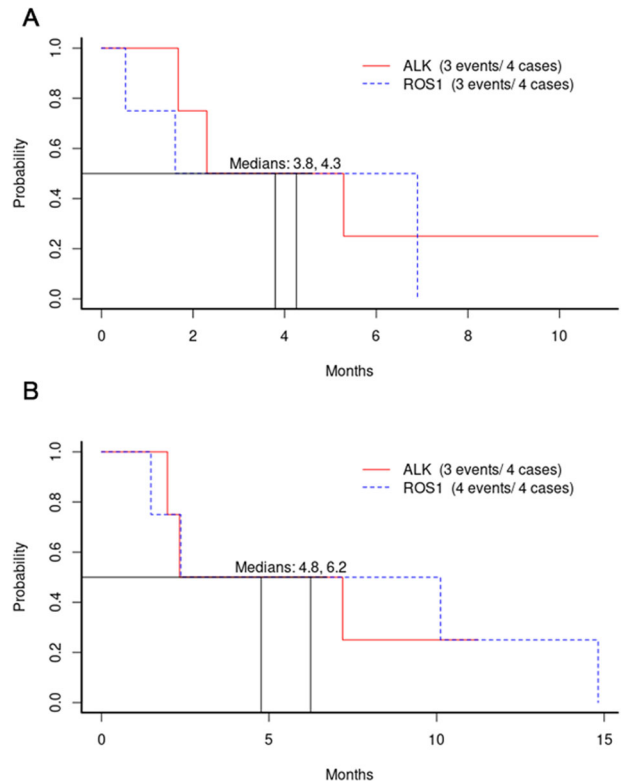 A
ALK (3 events/ 4 cases)
ROS1 (3 events/ 4 cases)
Medians: 3.8, 4.3
Probability
0.0 0.2 0.4 0.6 0.8 1.0
0 2 4 6 8 10
Months
B
ALK (3 events/ 4 cases)
ROS1 (4 events/ 4 cases)
Medians: 4.8, 6.2
Probability
0.0 0.2 0.4 0.6 0.8 1.0
0 5 10 15
Months